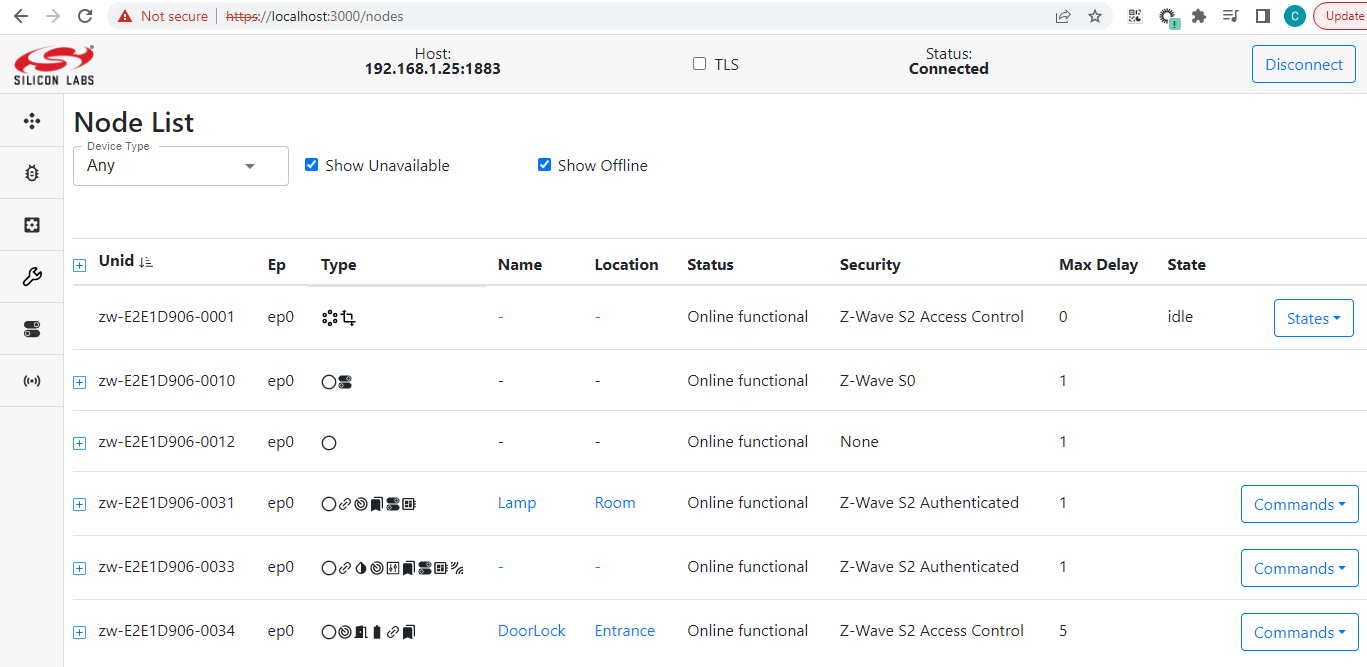 Not secure | https://localhost:3000/nodes C Update
SILICON LABS
Host:
192.168.1.25:1883
TLS
Status:
Connected
Disconnect
Node List
Device Type
Any
Show Unavailable
Show Offline
Unid Ep Type Name Location Status Security Max Delay State
zw-E2E1D906-0001 ep0 - - Online functional Z-Wave S2 Access Control 0 idle States
zw-E2E1D906-0010 ep0 - - Online functional Z-Wave S0 1
zw-E2E1D906-0012 ep0 - - Online functional None 1
zw-E2E1D906-0031 ep0 Lamp Room Online functional Z-Wave S2 Authenticated 1 Commands
zw-E2E1D906-0033 ep0 - - Online functional Z-Wave S2 Authenticated 1 Commands
zw-E2E1D906-0034 ep0 DoorLock Entrance Online functional Z-Wave S2 Access Control 5 Commands